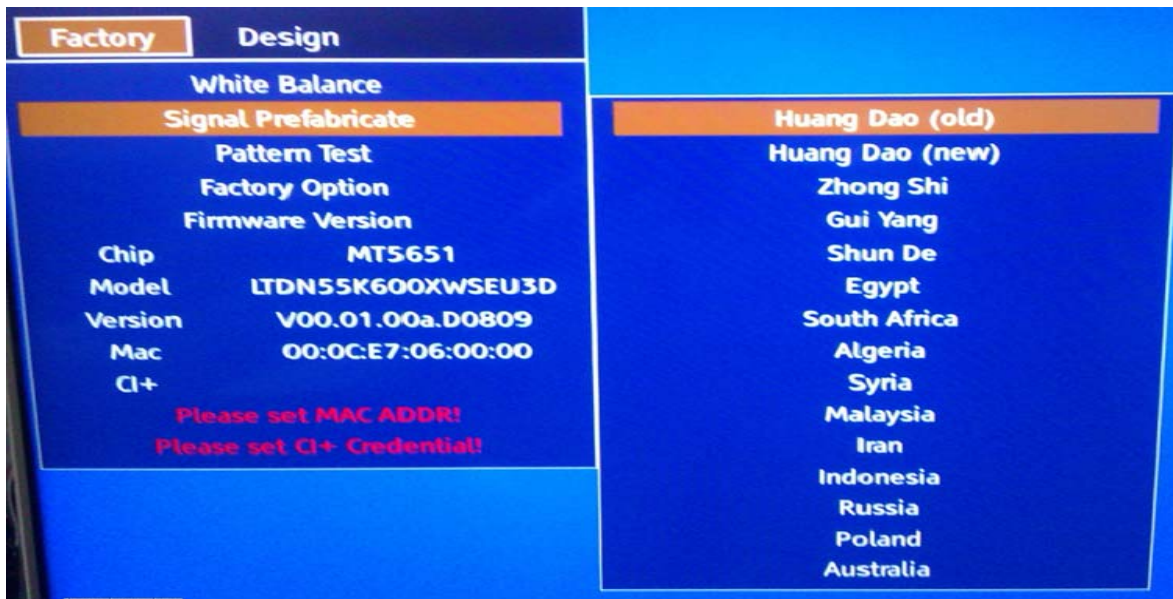 Factory Design
White Balance
Signal Prefabricate
Pattern Test
Factory Option
Firmware Version
Chip MT5651
Model LTDN55K600XWSEU3D
Version V00.01.00a.D0809
Mac 00:0C:E7:06:00:00
CI+
Please set MAC ADDR!
Please set CI+ Credential!
Huang Dao (old)
Huang Dao (new)
Zhong Shi
Gui Yang
Shun De
Egypt
South Africa
Algeria
Syria
Malaysia
Iran
Indonesia
Russia
Poland
Australia